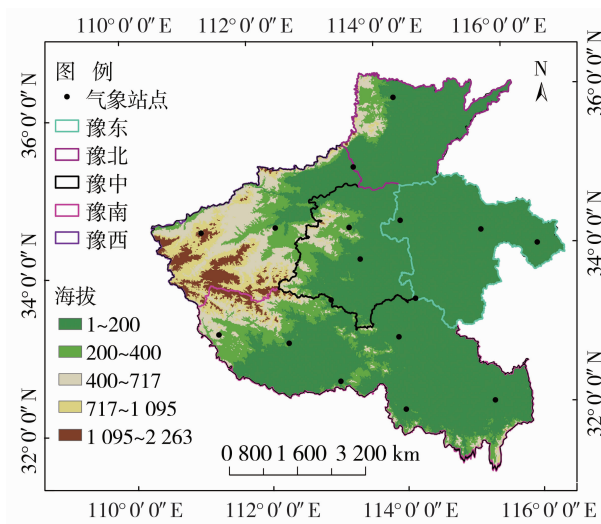 110° 0′ 0″ E
112° 0′ 0″ E
114° 0′ 0″ E
116° 0′ 0″ E
36° 0′ 0″ N
34° 0′ 0″ N
32° 0′ 0″ N
图 例
气象站点
豫东
豫北
豫中
豫南
豫西
海拔
1~200
200~400
400~717
717~1 095
1 095~2 263
N
0 800 1 600 3 200 km
36° 0′ 0″ N
34° 0′ 0″ N
32° 0′ 0″ N
110° 0′ 0″ E
112° 0′ 0″ E
114° 0′ 0″ E
116° 0′ 0″ E